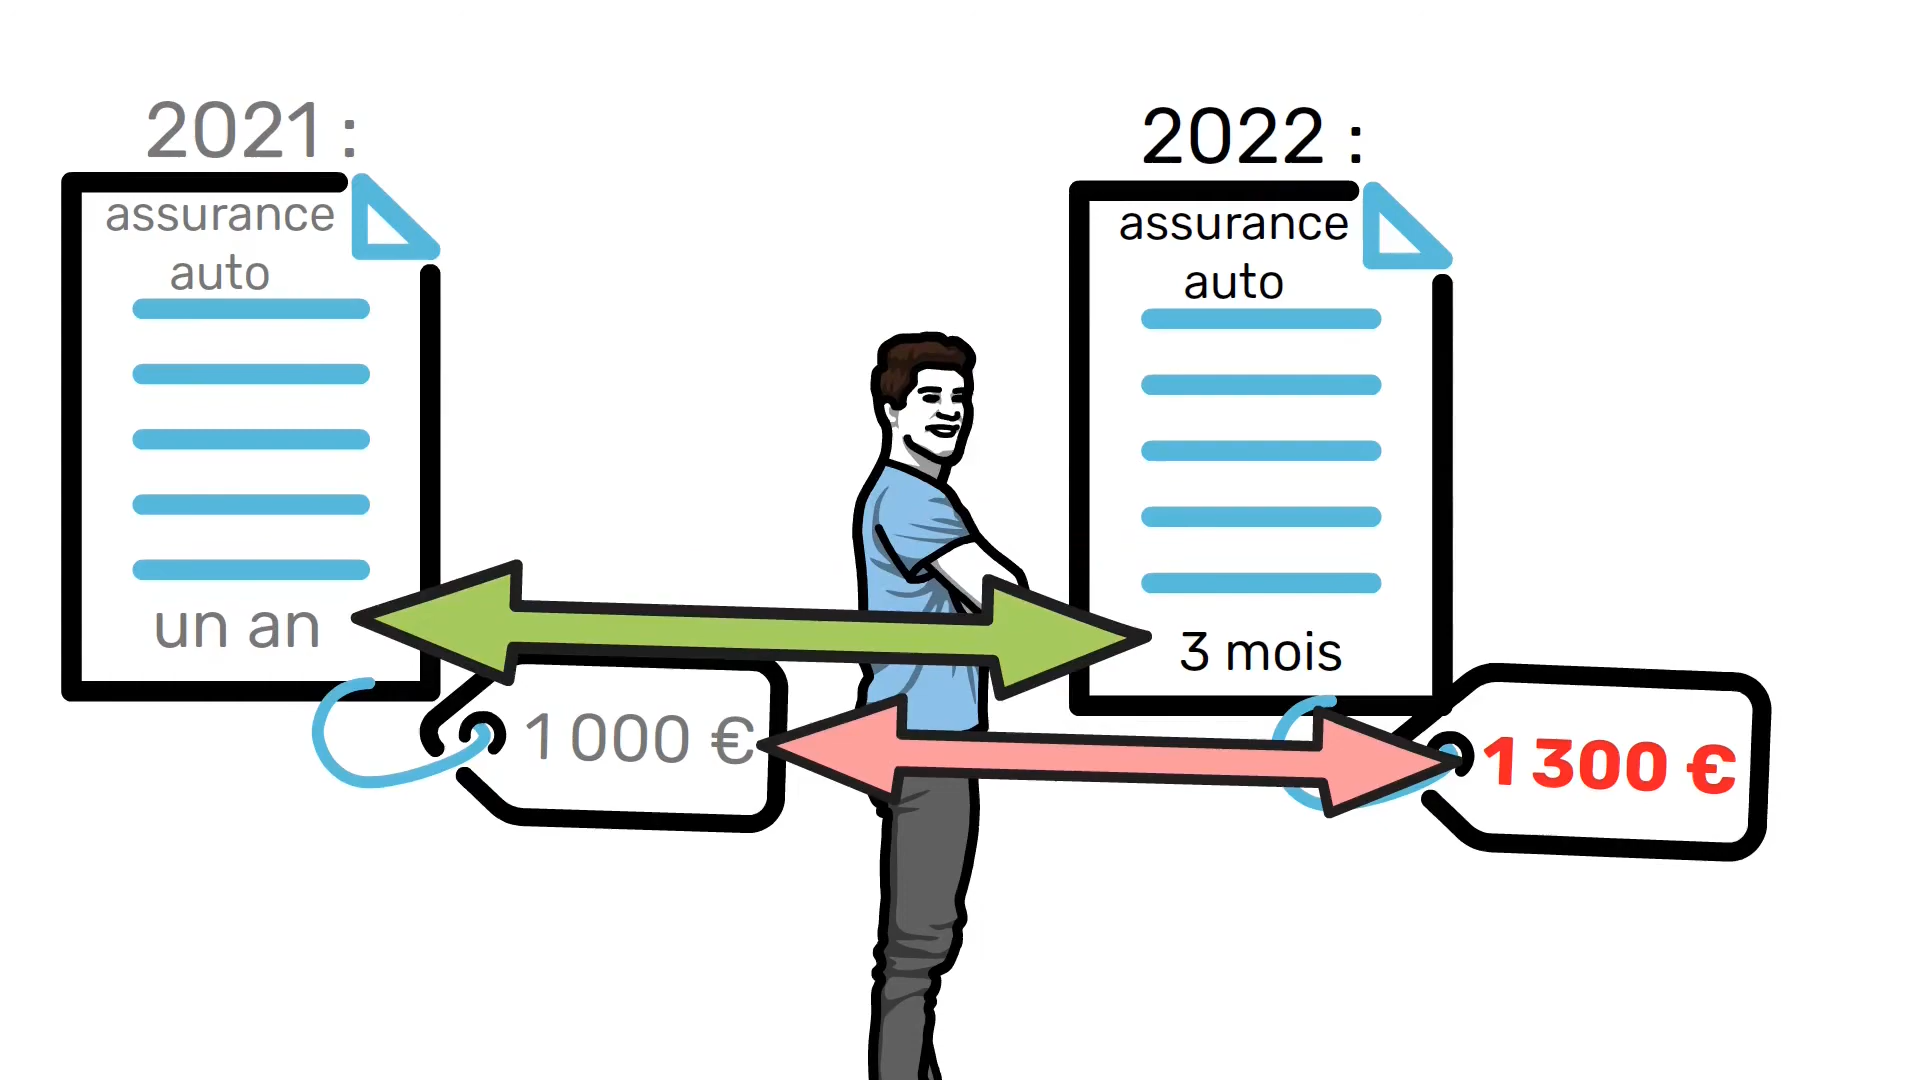 2021 :
assurance
auto
un an
1 000 €
2022 :
assurance
auto
3 mois
1 300 €